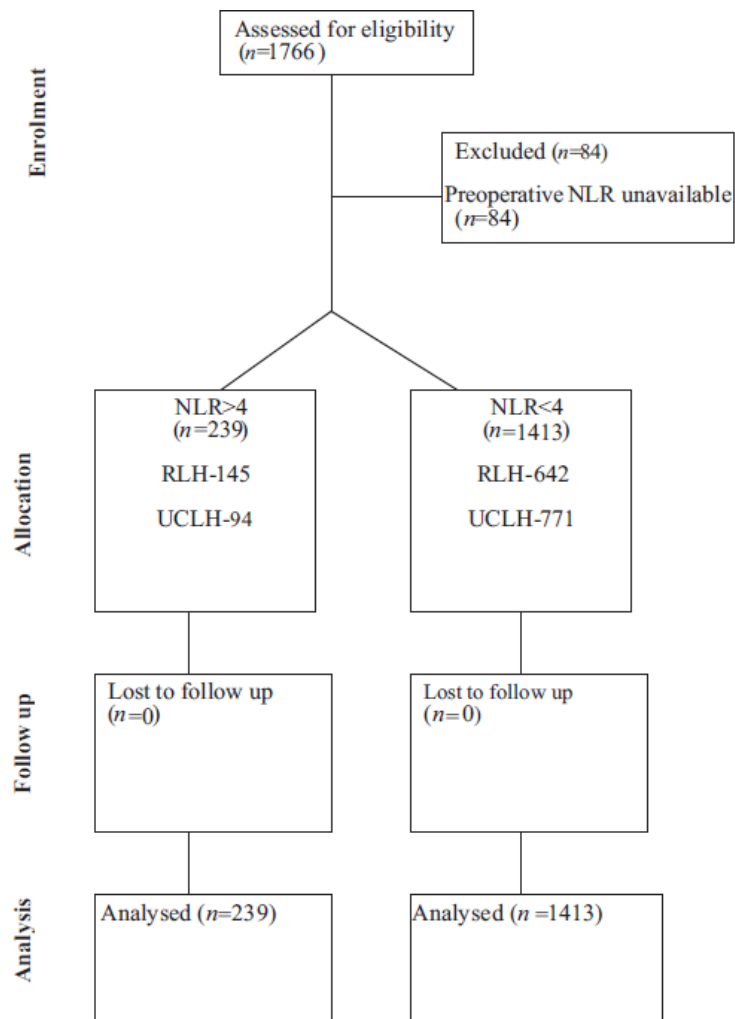 Assessed for eligibility
(n=1766)
Enrolment
Excluded (n=84)
Preoperative NLR unavailable
(n=84)
Allocation
NLR>4
(n=239)
RLH-145
UCLH-94
NLR<4
(n=1413)
RLH-642
UCLH-771
Follow up
Lost to follow up
(n=0)
Lost to follow up
(n=0)
Analysis
Analysed (n=239)
Analysed (n =1413)